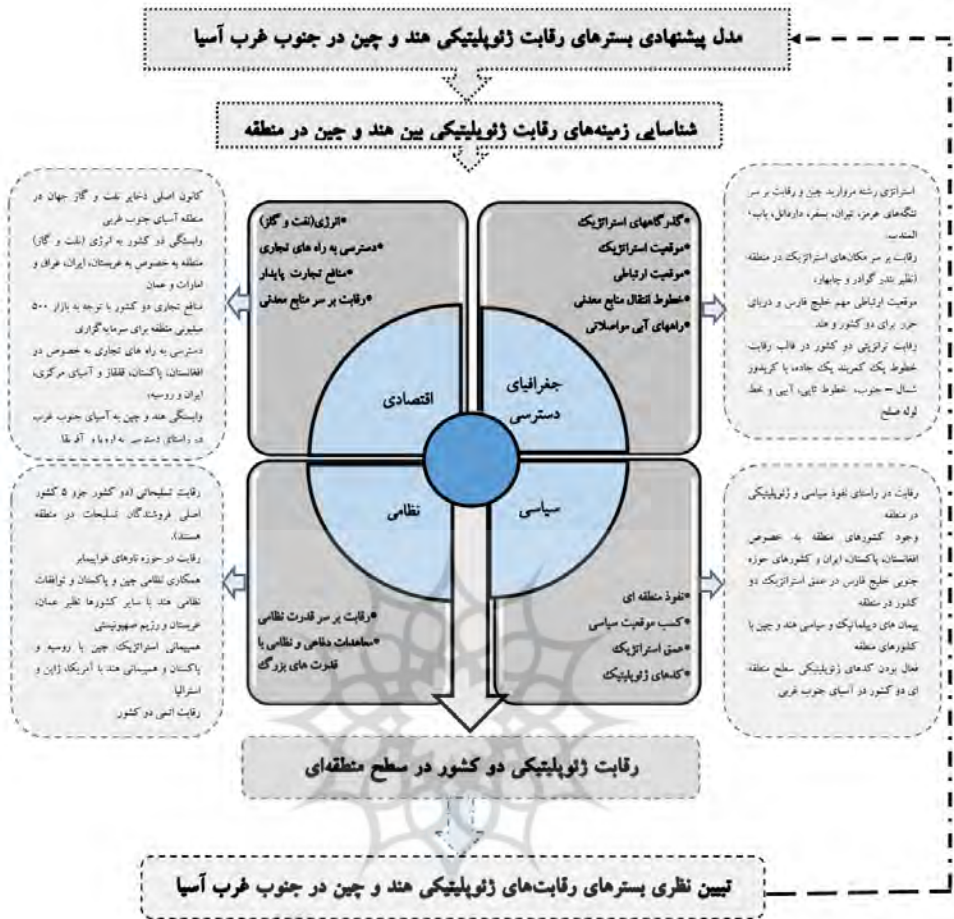 مدل پیشنهادی بسترهای رقابت ژئوپلیتیکی هند و چین در جنوب غرب آسیا
شناسایی زمینه‌های رقابت ژئوپلیتیکی بین هند و چین در منطقه
استراتژی رشته مروارید چین و رقابت بر سر
تنگه‌های هرمز، تیران، بسفر، داردانل، باب-
المندب
رقابت بر سر مکان‌های استراتژیک در منطقه
(نظیر بندر گوادر و چابهار)
موقعیت ارتباطی مهم خلیج فارس و دریای
خزر برای دو کشور و هند
رقابت ترانزیتی دو کشور در قالب رقابت
خطوط یک کمربند یک جاده، با کریدور
شمال – جنوب، خطوط تاپی، آیپی و خط
لوله صلح
•گذرگاههای استراتژیک
•موقعیت استراتژیک
•موقعیت ارتباطی
•خطوط انتقال منابع معدنی
•راههای آبی مواصلاتی
جغرافیای
دسترسی
•انرژی(نفت و گاز)
•دسترسی به راه های تجاری
•منافع تجارت پایدار
•رقابت بر سر منابع معدنی
اقتصادی
کانون اصلی ذخایر نفت و گاز جهان در
منطقه آسیای جنوب غربی
وابستگی دو کشور به انرژی (نفت و گاز)
منطقه به خصوص به عربستان، ایران، عراق و
امارات و عمان
منافع تجاری دو کشور با توجه به بازار ۵۰۰
میلیونی منطقه برای سرمایه‌گزاری
دسترسی به راه های تجاری به خصوص در
افغانستان، پاکستان، قفقاز و آسیای مرکزی،
ایران و روسیه،
وابستگی هند و چین به آسیای جنوب غرب
در راستای دسترسی به اروپا و آفریقا
رقابت در راستای نفوذ سیاسی و ژئوپلیتیکی
در منطقه
وجود کشورهای منطقه به خصوص
افغانستان، پاکستان، ایران و کشورهای حوزه
جنوبی خلیج فارس در عمق استراتژیک دو
کشور در منطقه
پیمان های دیپلماتیک و سیاسی هند و چین با
کشورهای منطقه
فعال بودن کدهای ژئوپلیتیکی سطح منطقه
ای دو کشور در آسیای جنوب غربی
سیاسی
•نفوذ منطقه ای
•کسب موقعیت سیاسی
•عمق استراتژیک
•کدهای ژئوپلیتیک
نظامی
•رقابت بر سر قدرت نظامی
•معاهدات دفاعی و نظامی با
قدرت های بزرگ
رقابت تسلیحاتی (دو کشور جزو ۵ کشور
اصلی فروشندگان تسلیحات در منطقه
هستند).
رقابت در حوزه ناوهای هواپیمابر
همکاری نظامی چین و پاکستان و توافقات
نظامی هند با سایر کشورها نظیر عمان،
عربستان و رژیم صهیونیستی
همپیمانی استراتژیک چین با روسیه و
پاکستان و همپیمانی هند با آمریکا، ژاپن و
استرالیا
رقابت اتمی دو کشور
رقابت ژئوپلیتیکی دو کشور در سطح منطقه‌ای
تبیین نظری بسترهای رقابت‌های ژئوپلیتیکی هند و چین در جنوب غرب آسیا